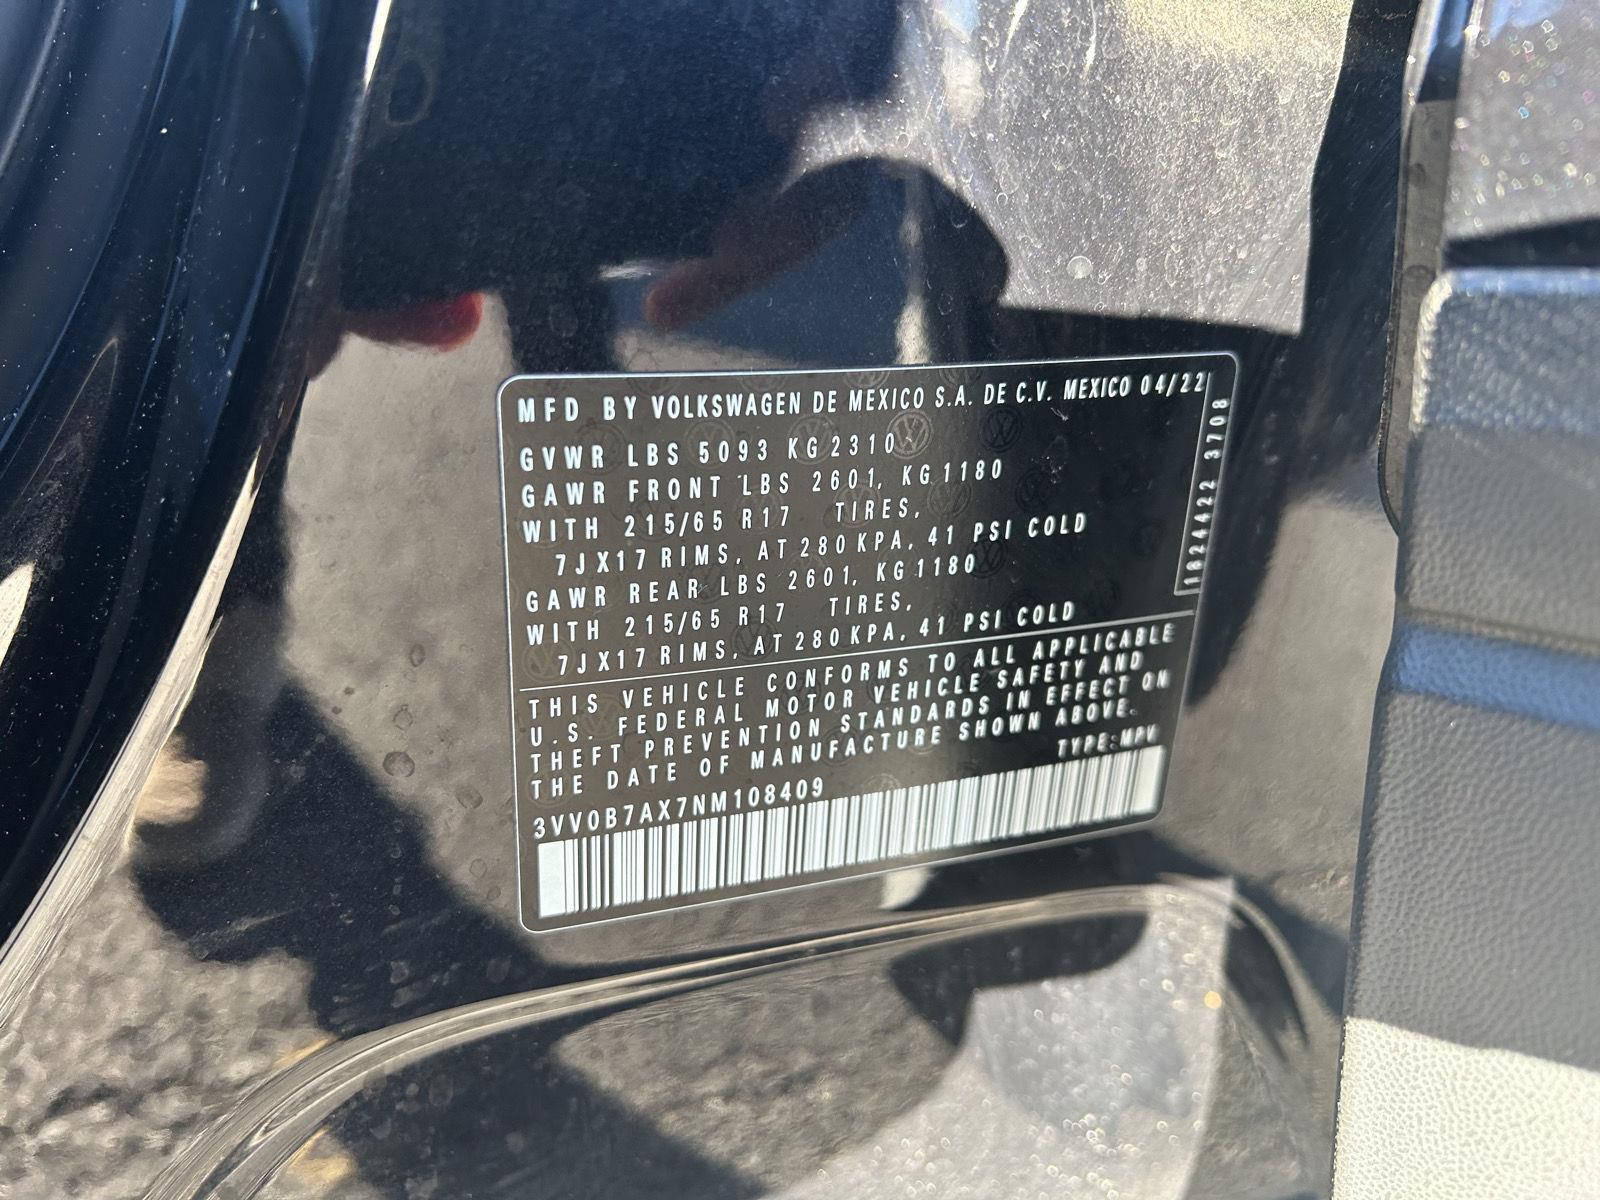 MFD BY VOLKSWAGEN DE MEXICO S.A. DE C.V. MEXICO 04/22
GVWR LBS 5093 KG 2310
GAWR FRONT LBS 2601, KG 1180
WITH 215/65 R17 TIRES,
7JX17 RIMS, AT 280 KPA, 41 PSI COLD
GAWR REAR LBS 2601, KG 1180
WITH 215/65 R17 TIRES,
7JX17 RIMS, AT 280 KPA, 41 PSI COLD
THIS VEHICLE CONFORMS TO ALL APPLICABLE
U.S. FEDERAL MOTOR VEHICLE SAFETY AND
THEFT PREVENTION STANDARDS IN EFFECT ON
THE DATE OF MANUFACTURE SHOWN ABOVE.
TYPE: MPV
3VV0B7AX7NM108409
1824422 3708